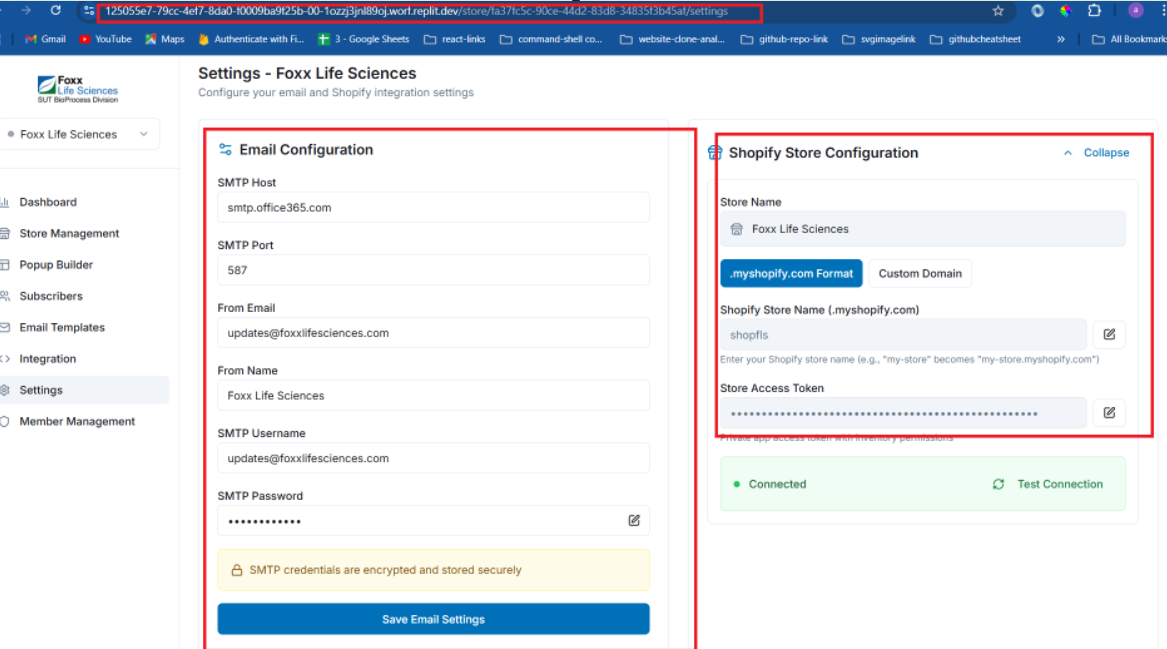 125055e7-79cc-4ef7-8da0-f0009ba9f25b-00-1ozzj3jnl89oj.worf.replit.dev/store/fa37fc5c-90ce-44d2-83d8-34835f3b45af/settings
a
Gmail YouTube Maps Authenticate with Fi... 3 - Google Sheets react-links command-shell co... website-clone-anal... github-repo-link svgimagelink githubcheatsheet » All Bookmarks
Foxx
Life Sciences
SUT BioProcess Division
Foxx Life Sciences
Dashboard
Store Management
Popup Builder
Subscribers
Email Templates
Integration
Settings
Member Management
Settings - Foxx Life Sciences
Configure your email and Shopify integration settings
Email Configuration
SMTP Host
smtp.office365.com
SMTP Port
587
From Email
updates@foxxlifesciences.com
From Name
Foxx Life Sciences
SMTP Username
updates@foxxlifesciences.com
SMTP Password
••••••••••••
SMTP credentials are encrypted and stored securely
Save Email Settings
Shopify Store Configuration
Collapse
Store Name
Foxx Life Sciences
.myshopify.com Format Custom Domain
Shopify Store Name (.myshopify.com)
shopfls
Enter your Shopify store name (e.g., "my-store" becomes "my-store.myshopify.com")
Store Access Token
••••••••••••••••••••••••••••••••••••••••••••••••••
Private app access token with inventory permissions
Connected
Test Connection